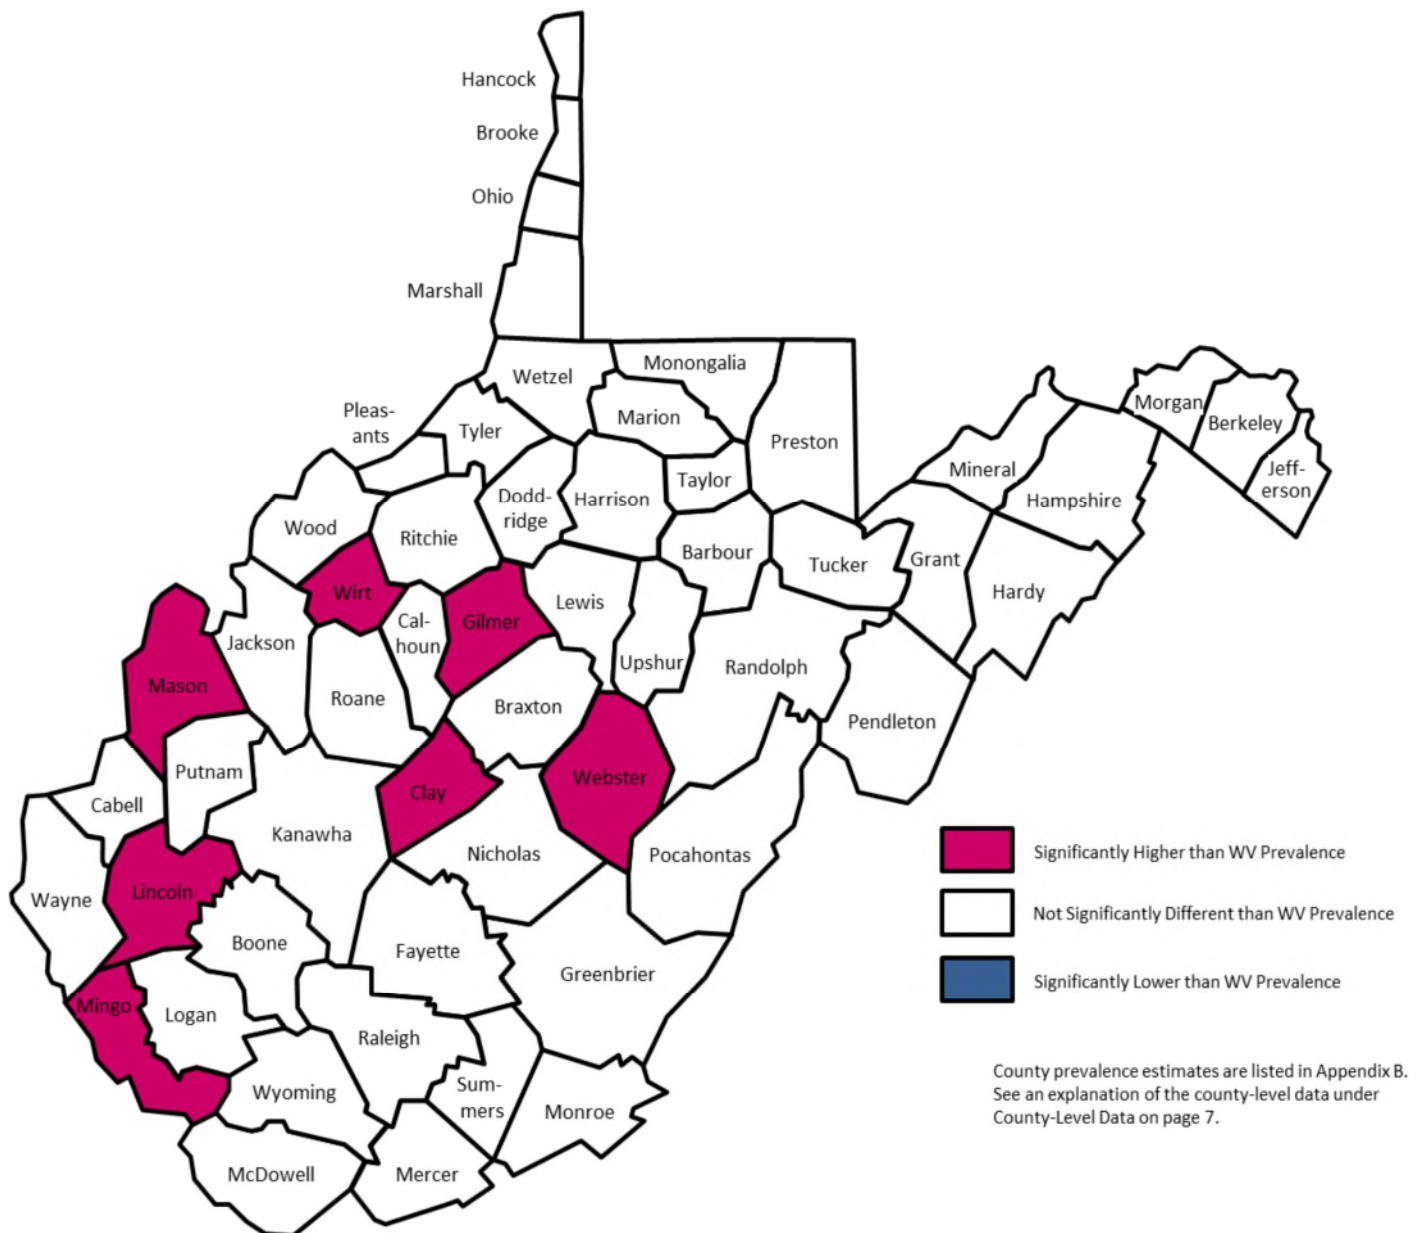 Hancock
Brooke
Ohio
Marshall
Wetzel
Monongalia
Marion
Pleas-
ants
Tyler
Preston
Morgan
Berkeley
Jeff-
erson
Mineral
Hampshire
Taylor
Dodd-
ridge
Harrison
Wood
Ritchie
Barbour
Tucker
Grant
Hardy
Wirt
Gilmer
Lewis
Cal-
houn
Jackson
Upshur
Randolph
Mason
Roane
Braxton
Pendleton
Putnam
Cabell
Clay
Webster
Kanawha
Nicholas
Pocahontas
Wayne
Lincoln
Boone
Fayette
Greenbrier
Mingo
Logan
Raleigh
Wyoming
Sum-
mers
Monroe
McDowell
Mercer
Significantly Higher than WV Prevalence
Not Significantly Different than WV Prevalence
Significantly Lower than WV Prevalence
County prevalence estimates are listed in Appendix B.
See an explanation of the county-level data under
County-Level Data on page 7.